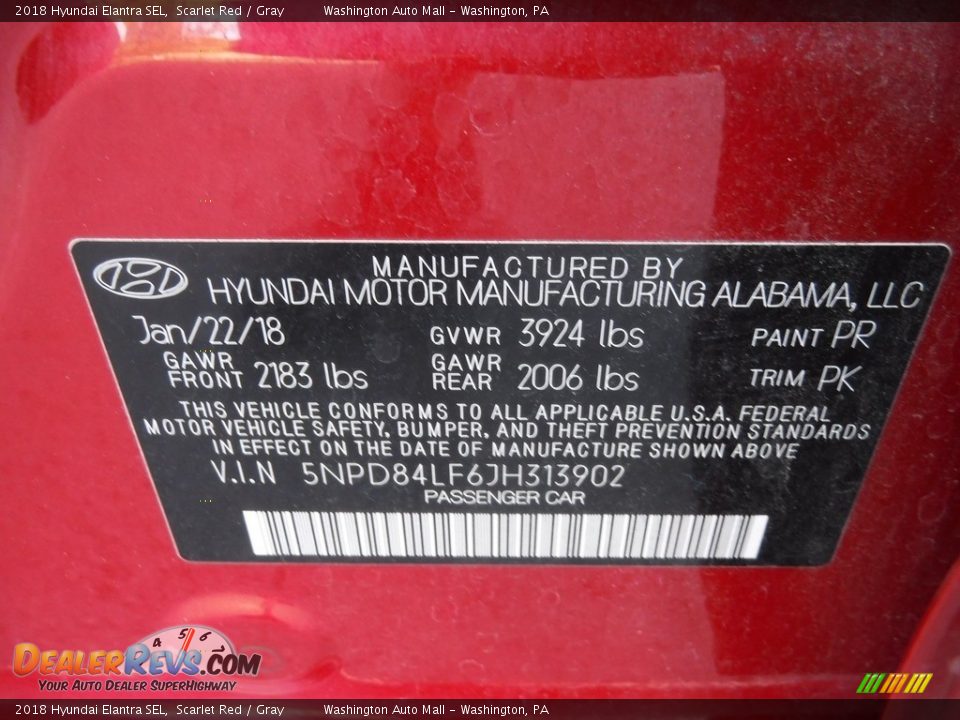 2018 Hyundai Elantra SEL, Scarlet Red / Gray Washington Auto Mall - Washington, PA
MANUFACTURED BY
HYUNDAI MOTOR MANUFACTURING ALABAMA, LLC
Jan/22/18 GVWR 3924 lbs PAINT PR
GAWR FRONT 2183 lbs GAWR REAR 2006 lbs TRIM PK
THIS VEHICLE CONFORMS TO ALL APPLICABLE U.S.A. FEDERAL
MOTOR VEHICLE SAFETY, BUMPER, AND THEFT PREVENTION STANDARDS
IN EFFECT ON THE DATE OF MANUFACTURE SHOWN ABOVE
V.I.N 5NPD84LF6JH313902
PASSENGER CAR
4 5 6
DEALERREVS.COM
YOUR AUTO DEALER SUPERHIGHWAY
2018 Hyundai Elantra SEL, Scarlet Red / Gray Washington Auto Mall - Washington, PA